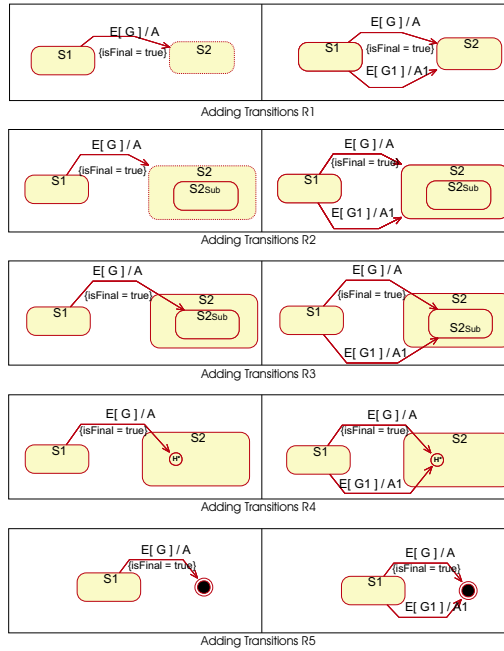 E[ G ] / A
S1
{isFinal = true}
S2
E[ G ] / A
S1
{isFinal = true}
S2
E[ G1 ] / A1
Adding Transitions R1
E[ G ] / A
{isFinal = true}
S1
S2
S2Sub
E[ G ] / A
{isFinal = true}
S1
S2
S2Sub
E[ G1 ] / A1
Adding Transitions R2
E[ G ] / A
{isFinal = true}
S1
S2
S2Sub
E[ G ] / A
{isFinal = true}
S1
S2
S2Sub
E[ G1 ] / A1
Adding Transitions R3
E[ G ] / A
{isFinal = true}
S1
S2
H*
E[ G ] / A
{isFinal = true}
S1
S2
H*
E[ G1 ] / A1
Adding Transitions R4
E[ G ] / A
{isFinal = true}
S1
E[ G ] / A
{isFinal = true}
S1
E[ G1 ] / A1
Adding Transitions R5